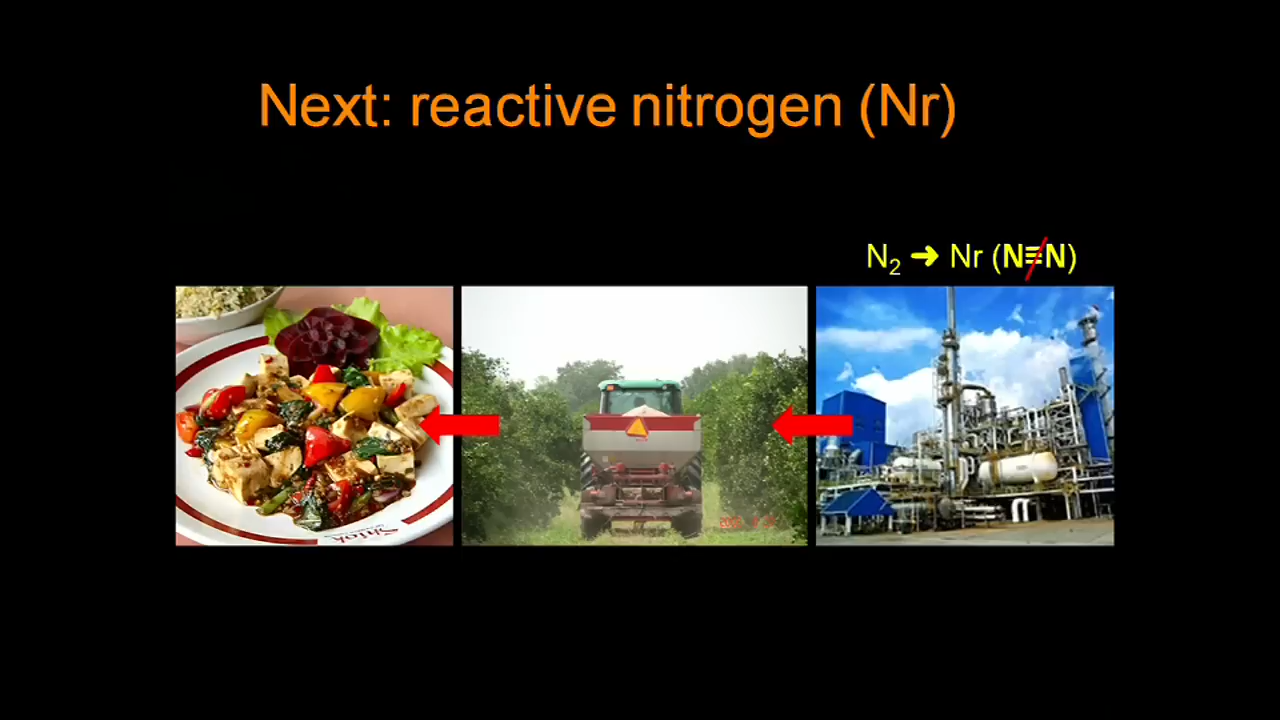 Next: reactive nitrogen (Nr)
N₂ ➜ Nr (N≡N)